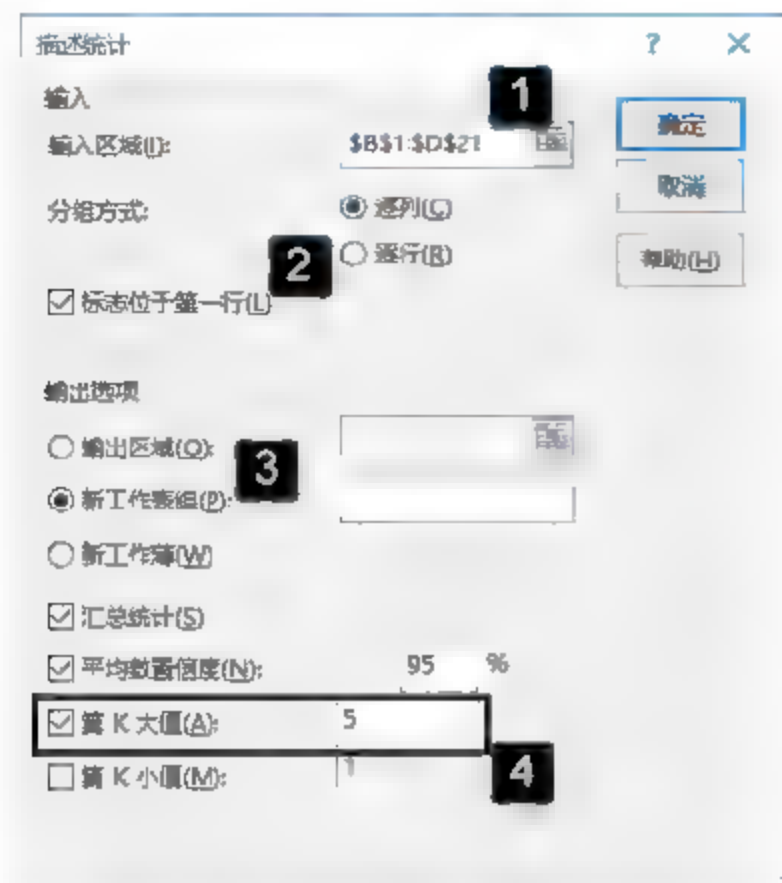 描述统计 ? ×
输入
1
输入区域(I): $B$1:$D$21
确定
分组方式: 逐列(C)
取消
2
逐行(R)
帮助(H)
标志位于第一行(L)
输出选项
输出区域(O):
3
新工作表组(P):
新工作薄(W)
汇总统计(S)
平均数置信度(N): 95 %
第 K 大值(A): 5
第 K 小值(M): 1
4